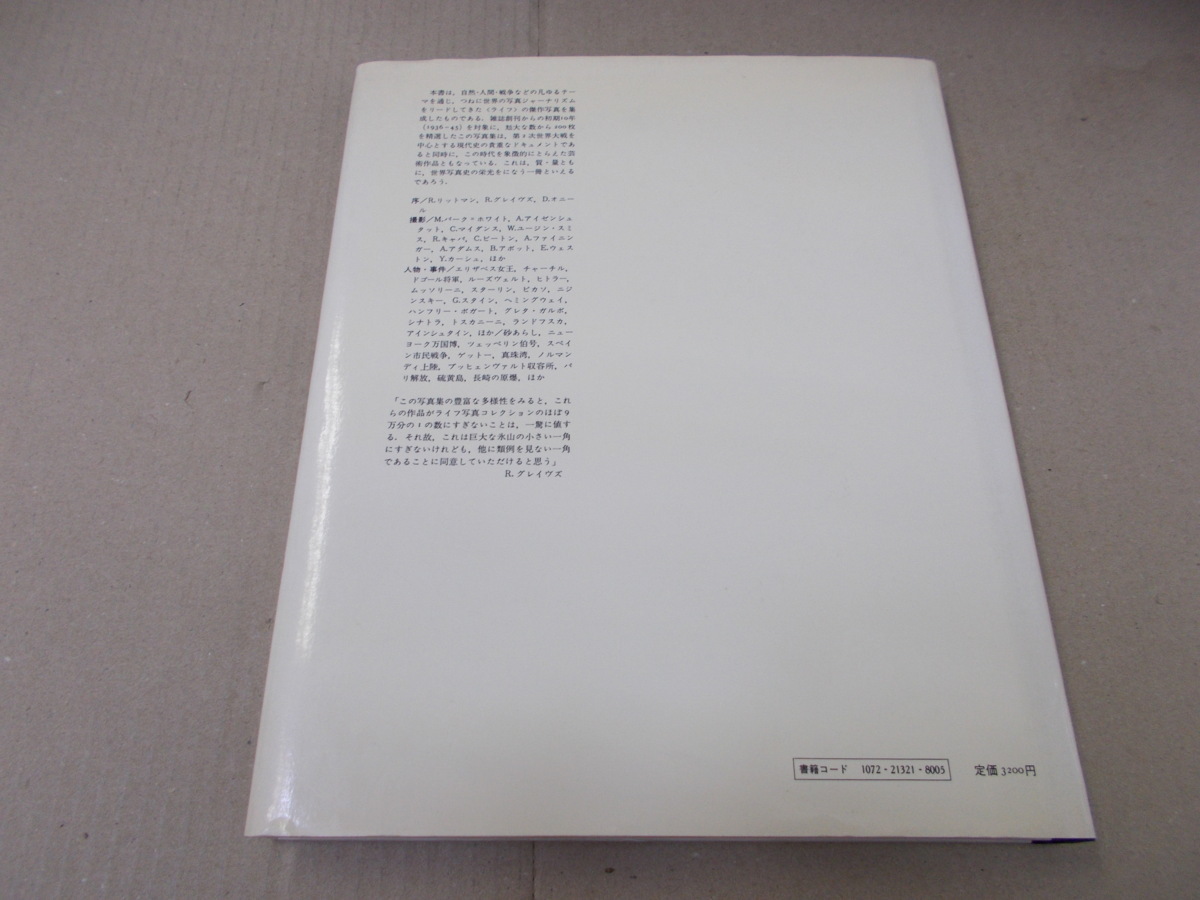 本書は，自然・人間・戦争などの凡ゆるテー
マを通じ，つねに世界の写真ジャーナリズム
をリードしてきた〈ライフ〉の傑作写真を集
成したものである．雑誌創刊からの初期10年
（1936－45）を対象に，厖大な数から200枚
を精選したこの写真集は，第2次世界大戦を
中心とする現代史の貴重なドキュメントであ
ると同時に，この時代を象徴的にとらえた芸
術作品ともなっている．これは，質・量とも
に，世界写真史の栄光をになう一冊といえる
であろう．
序／R.リットマン，R.グレイヴズ，D.オニー
ル
撮影／M.バーク＝ホワイト，A.アイゼンシュ
タット，C.マイダンス，W.ユージン・スミ
ス，R.キャパ，C.ビートン，A.ファイニン
ガー，A.アダムス，B.アボット，E.ウェス
トン，Y.カーシュ，ほか
人物・事件／エリザベス女王，チャーチル，
ドゴール将軍，ルーズヴェルト，ヒトラー，
ムッソリーニ，スターリン，ピカソ，ニジ
ンスキー，G.スタイン，ヘミングウェイ，
ハンフリー・ボガート，グレタ・ガルボ，
シナトラ，トスカニーニ，ランドフスカ，
アインシュタイン，ほか／砂あらし，ニュー
ヨーク万国博，ツェッペリン伯号，スペイ
ン市民戦争，ゲットー，真珠湾，ノルマン
ディ上陸，ブッヒェンヴァルト収容所，パ
リ解放，硫黄島，長崎の原爆，ほか
「この写真集の豊富な多様性をみると，これ
らの作品がライフ写真コレクションのほぼ9
万分の1の数にすぎないことは，一驚に値す
る．それ故，これは巨大な氷山の小さい一角
にすぎないけれども，他に類例を見ない一角
であることに同意していただけると思う」
R.グレイヴズ
書籍コード 1072-21321-8005 定価3200円